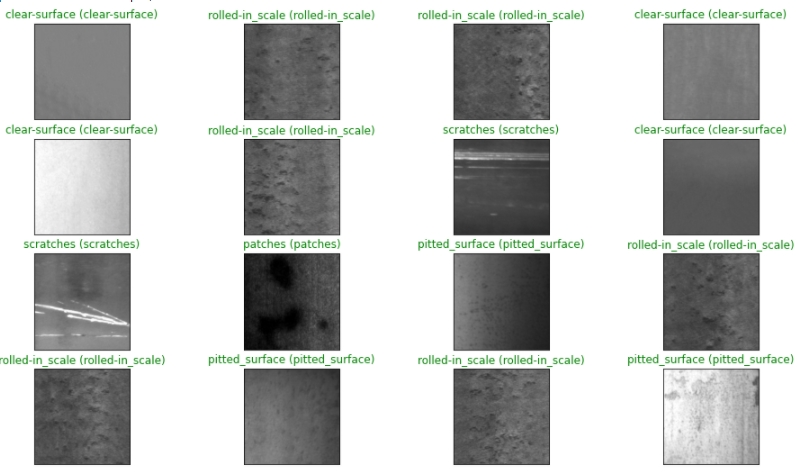 clear-surface (clear-surface) rolled-in_scale (rolled-in_scale) rolled-in_scale (rolled-in_scale) clear-surface (clear-surface)
clear-surface (clear-surface) rolled-in_scale (rolled-in_scale) scratches (scratches) clear-surface (clear-surface)
scratches (scratches) patches (patches) pitted_surface (pitted_surface) rolled-in_scale (rolled-in_scale)
rolled-in_scale (rolled-in_scale) pitted_surface (pitted_surface) rolled-in_scale (rolled-in_scale) pitted_surface (pitted_surface)